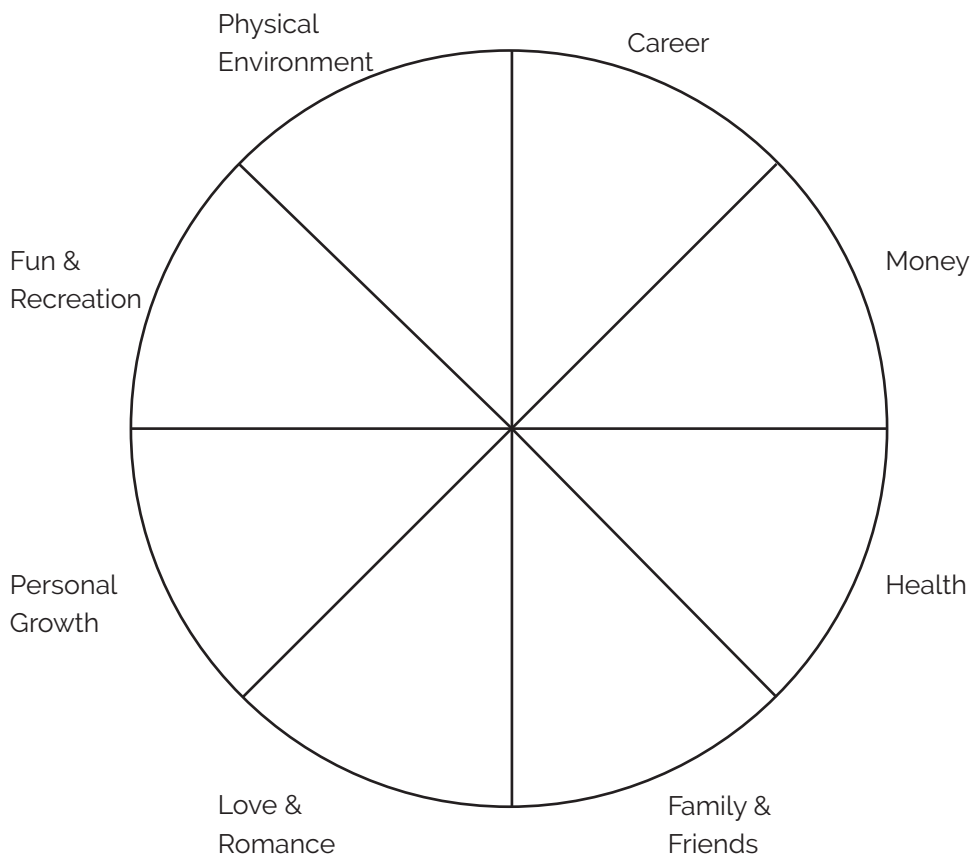 Physical
Environment
Career
Fun &
Recreation
Money
Personal
Growth
Health
Love &
Romance
Family &
Friends